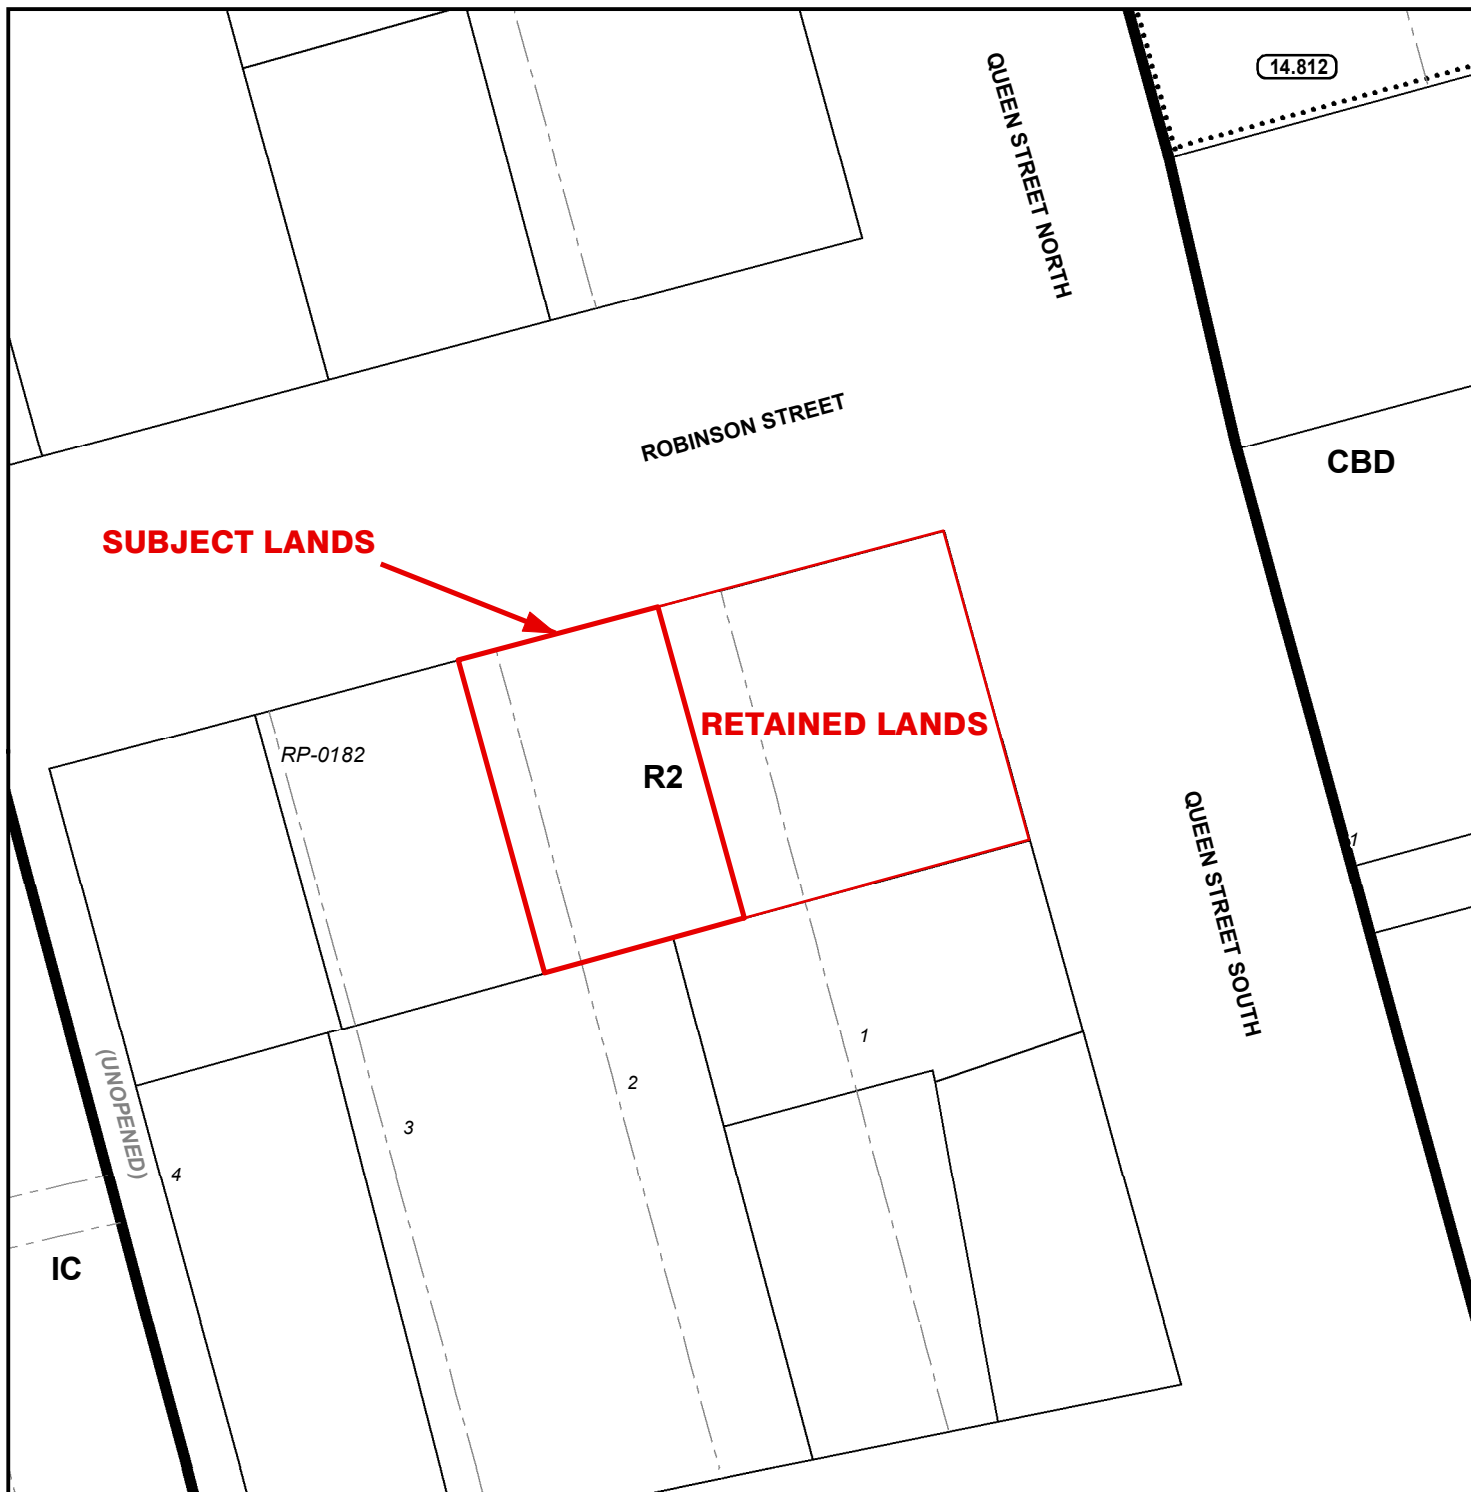 QUEEN STREET NORTH
14.812
ROBINSON STREET
CBD
SUBJECT LANDS
RETAINED LANDS
RP-0182
R2
QUEEN STREET SOUTH
1
1
2
3
(UNOPENED)
4
IC